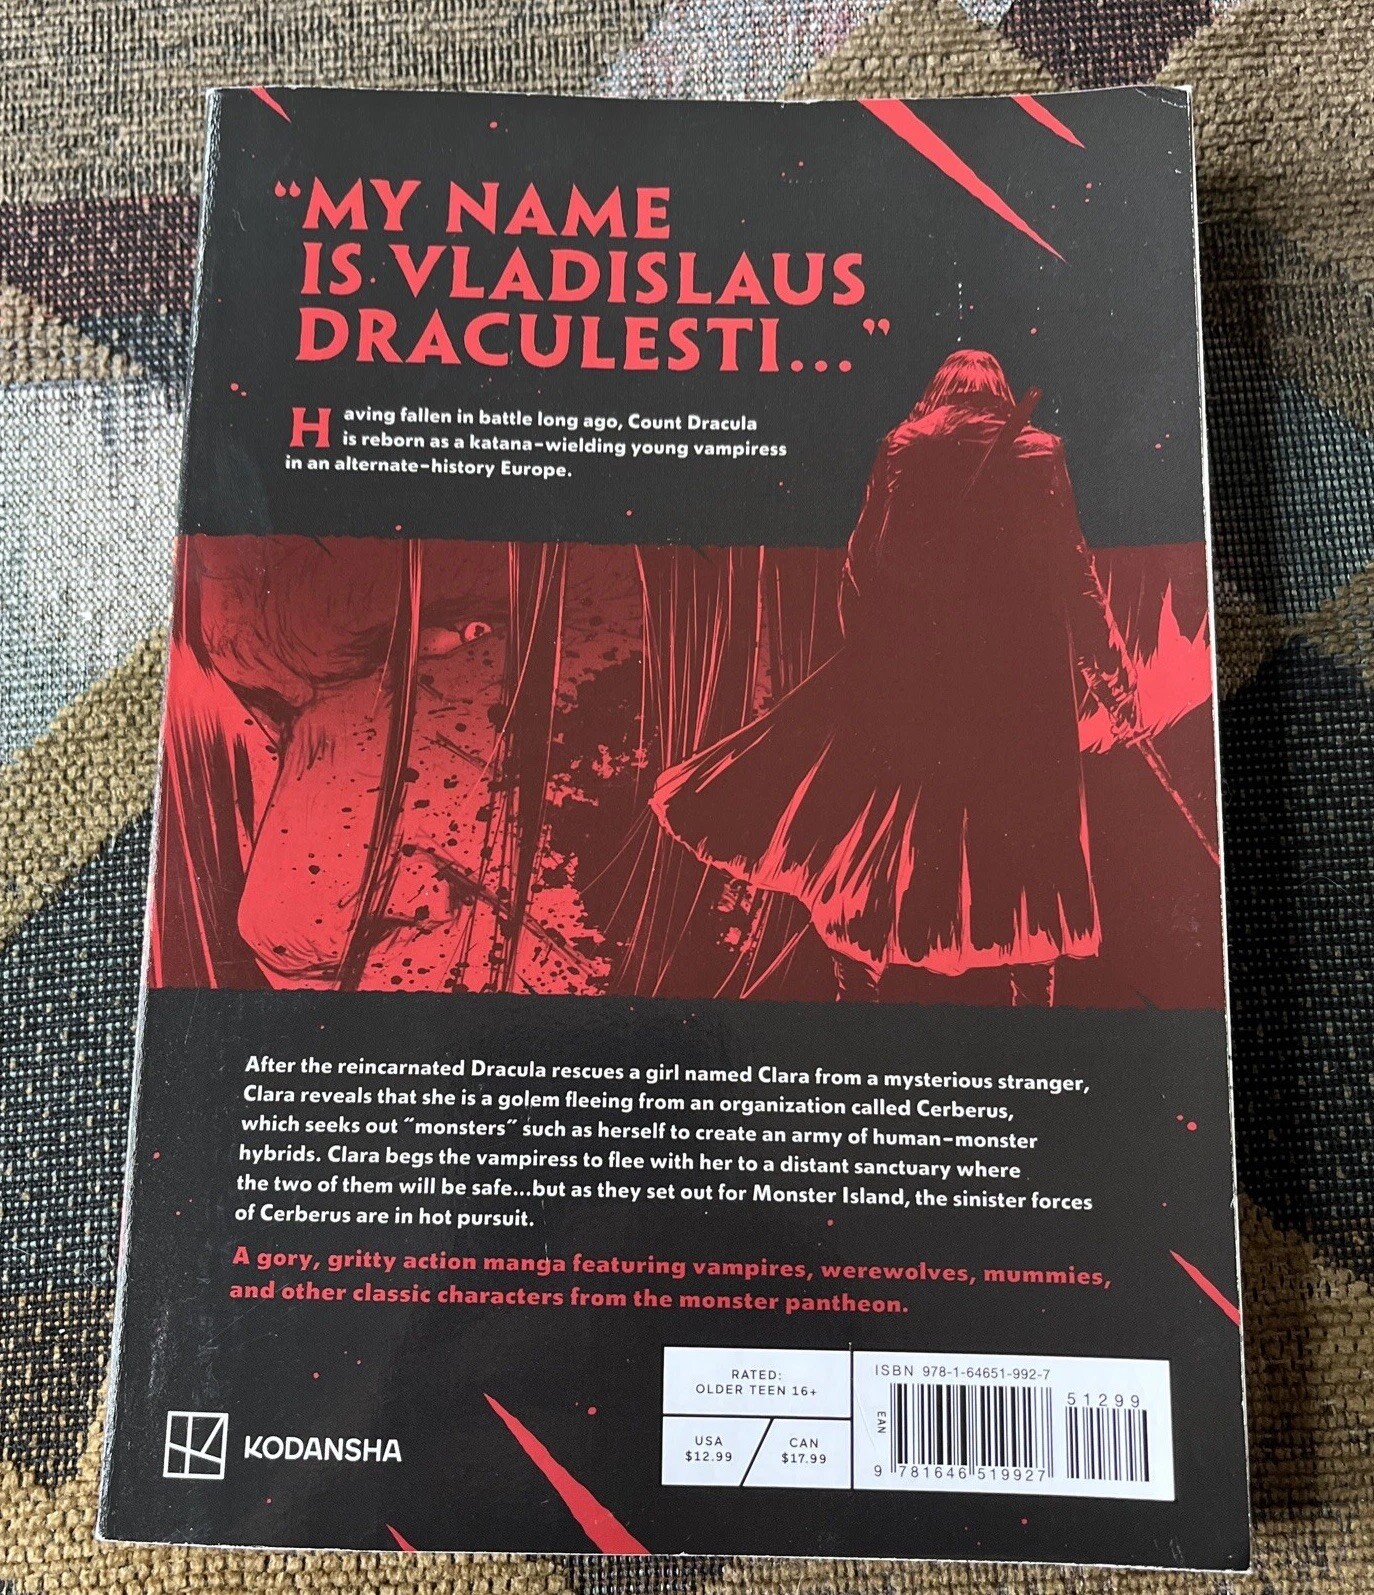 “MY NAME
IS VLADISLAUS
DRACULESTI...”
Having fallen in battle long ago, Count Dracula
is reborn as a katana-wielding young vampiress
in an alternate-history Europe.
After the reincarnated Dracula rescues a girl named Clara from a mysterious stranger,
Clara reveals that she is a golem fleeing from an organization called Cerberus,
which seeks out “monsters” such as herself to create an army of human-monster
hybrids. Clara begs the vampiress to flee with her to a distant sanctuary where
the two of them will be safe...but as they set out for Monster Island, the sinister forces
of Cerberus are in hot pursuit.
A gory, gritty action manga featuring vampires, werewolves, mummies,
and other classic characters from the monster pantheon.
KODANSHA
RATED:
OLDER TEEN 16+
USA
$12.99
CAN
$17.99
ISBN 978-1-64651-992-7
51299
EAN
9 781646 519927